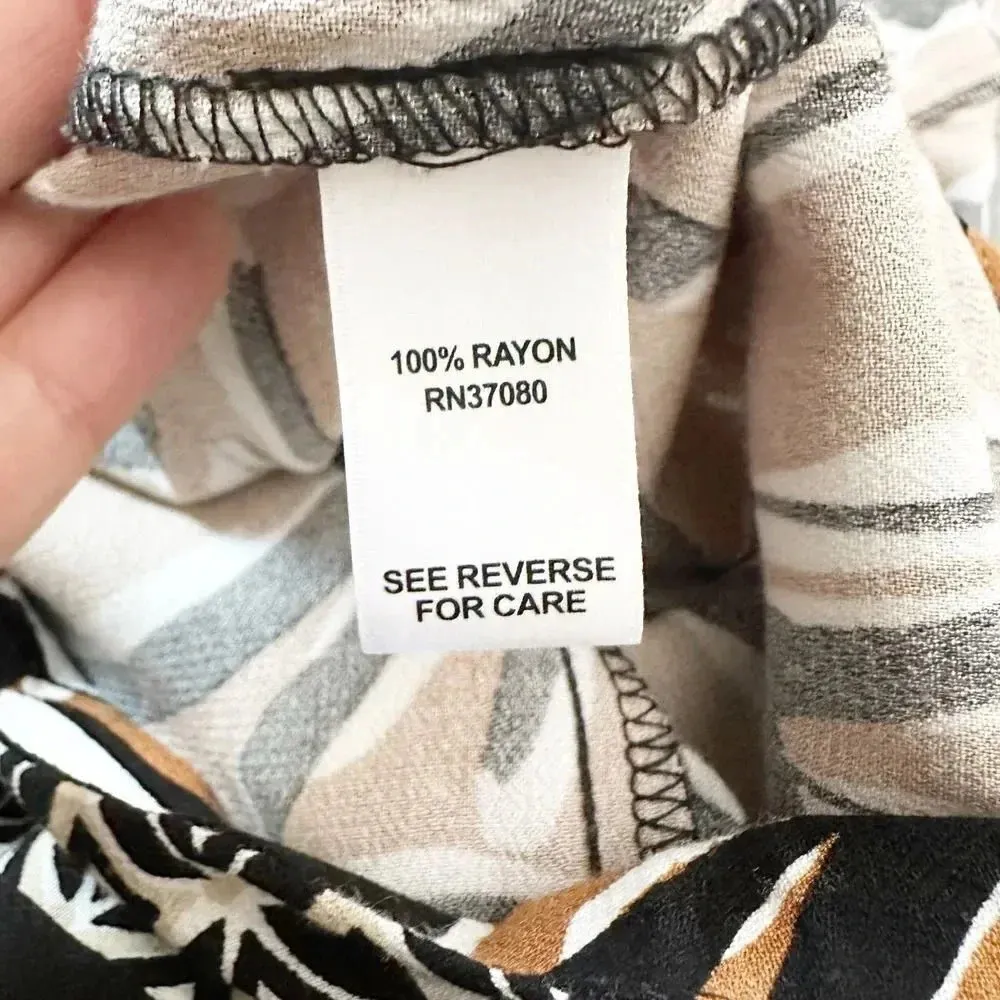 100% RAYON
RN37080
SEE REVERSE
FOR CARE